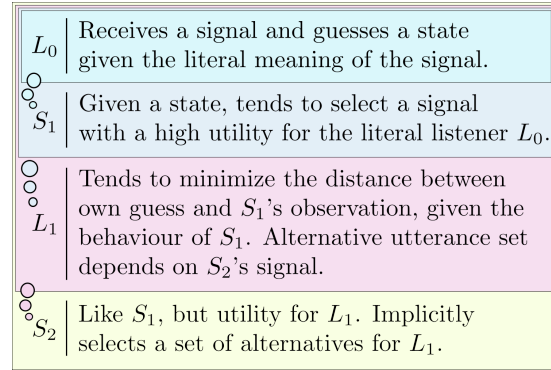 L₀ Receives a signal and guesses a state
given the literal meaning of the signal.
S₁ Given a state, tends to select a signal
with a high utility for the literal listener L₀.
L₁ Tends to minimize the distance between
own guess and S₁'s observation, given the
behaviour of S₁. Alternative utterance set
depends on S₂'s signal.
S₂ Like S₁, but utility for L₁. Implicitly
selects a set of alternatives for L₁.